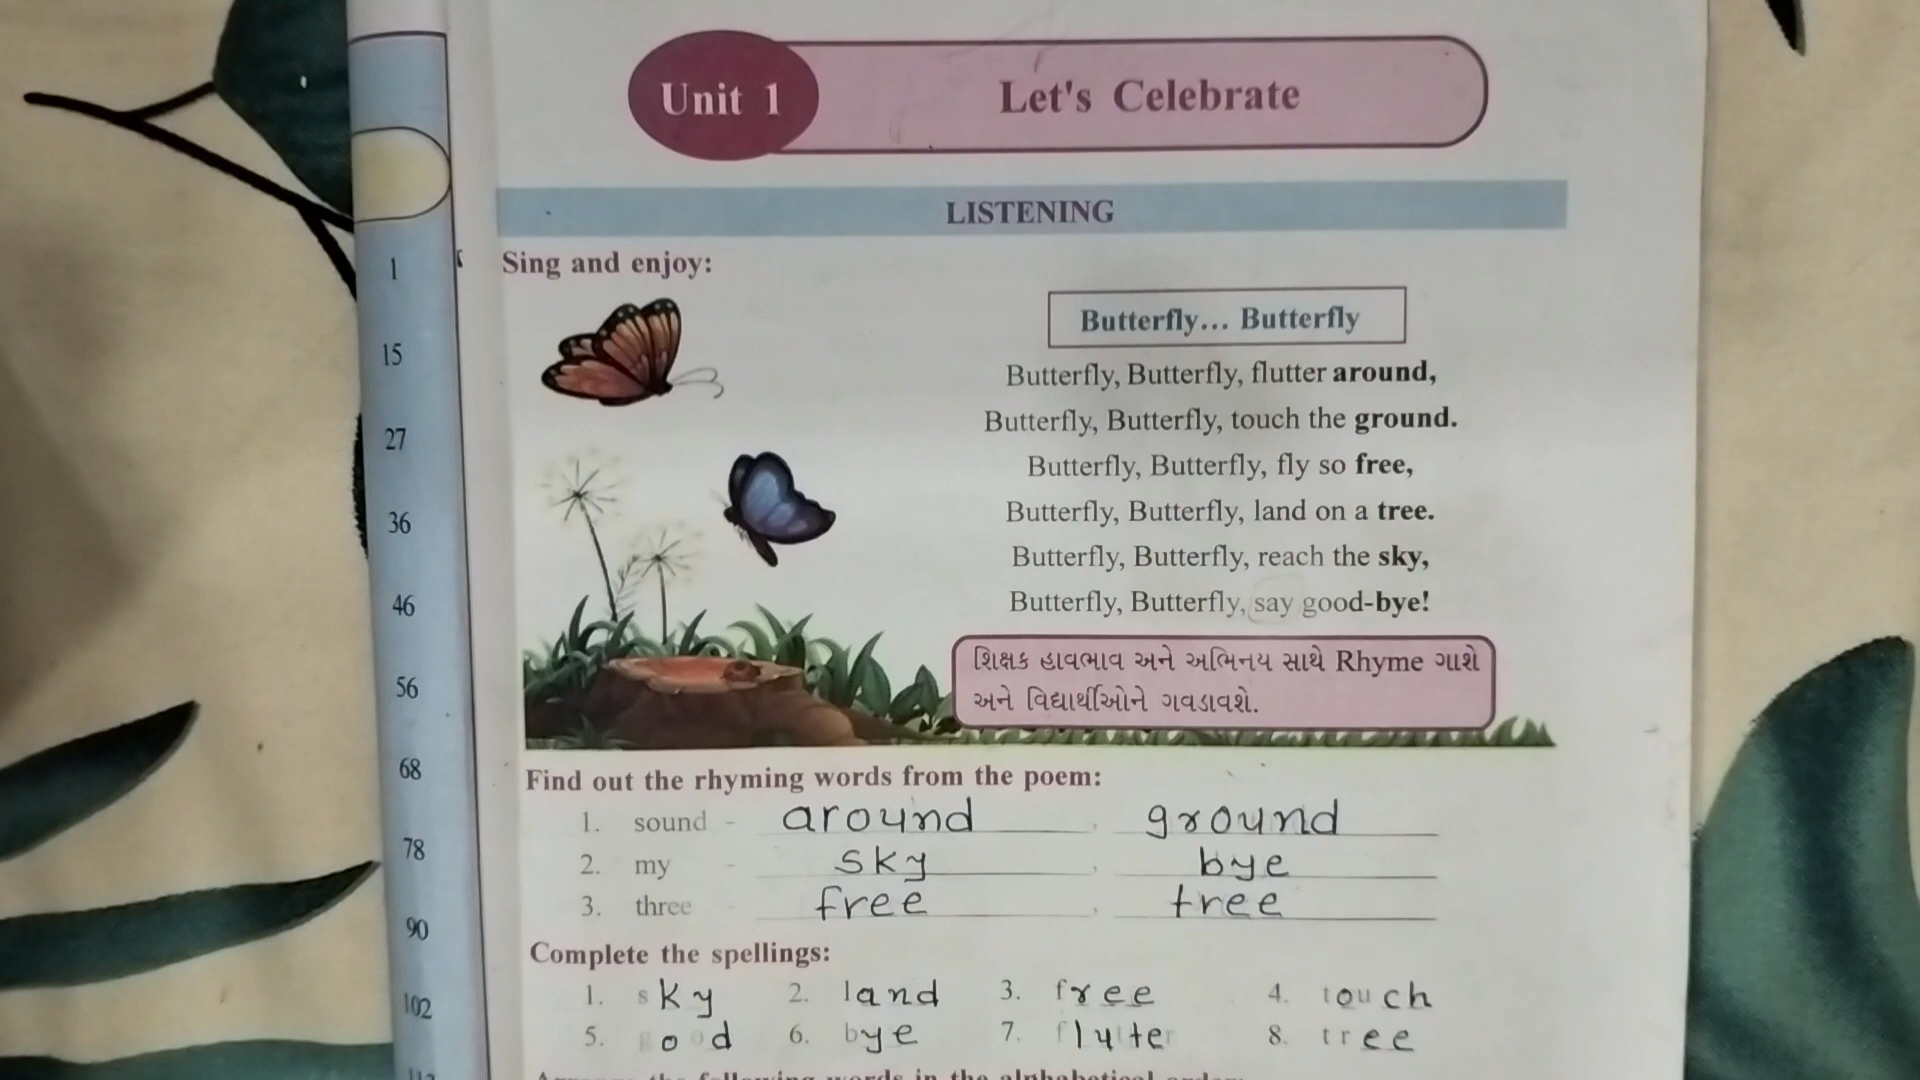 Unit 1
Let's Celebrate
LISTENING
1
Sing and enjoy:
Butterfly... Butterfly
15
Butterfly, Butterfly, flutter around,
Butterfly, Butterfly, touch the ground.
27
Butterfly, Butterfly, fly so free,
Butterfly, Butterfly, land on a tree.
36
Butterfly, Butterfly, reach the sky,
Butterfly, Butterfly, say good-bye!
46
શિક્ષક હાવભાવ અને અભિનય સાથે Rhyme ગાશે
56
અને વિદ્યાર્થીઓને ગવડાવશે.
68
Find out the rhyming words from the poem:
1. sound - around, ground
78
2. my - sky, bye
3. three - free, tree
90
Complete the spellings:
102
1. sky 2. land 3. free 4. touch
5. good 6. bye 7. flutter 8. tree